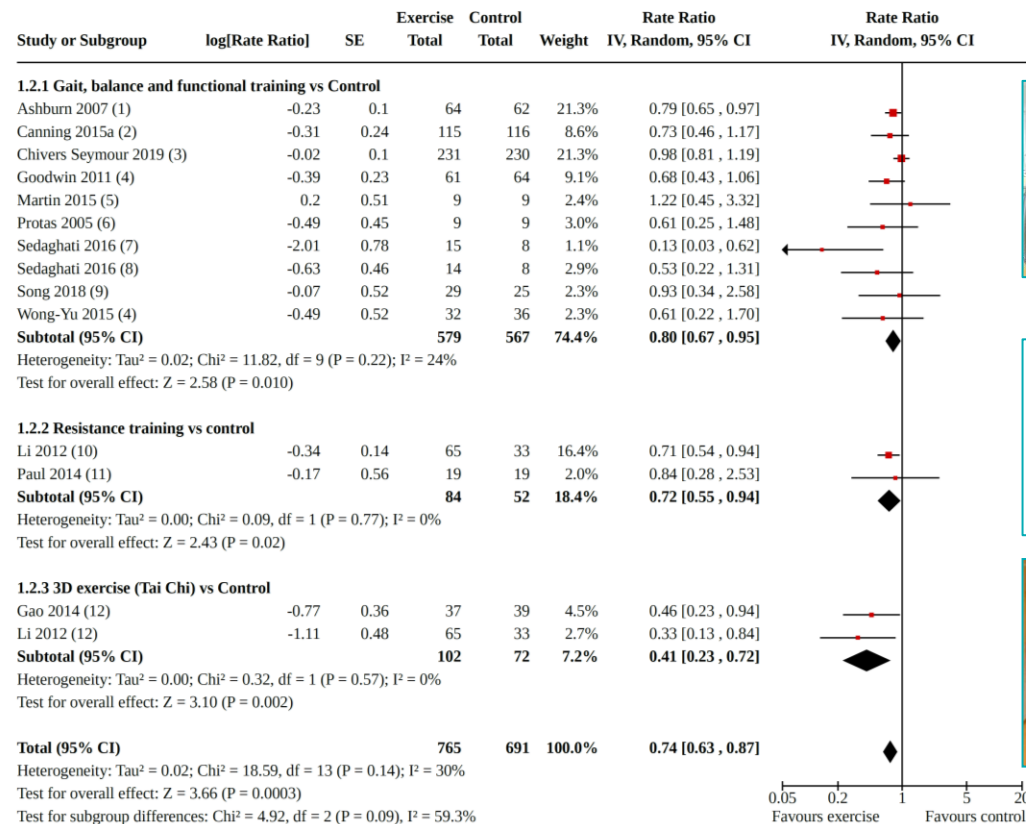 Exercise Control Rate Ratio Rate Ratio
Study or Subgroup log[Rate Ratio] SE Total Total Weight IV, Random, 95% CI IV, Random, 95% CI
1.2.1 Gait, balance and functional training vs Control
Ashburn 2007 (1) -0.23 0.1 64 62 21.3% 0.79 [0.65 , 0.97]
Canning 2015a (2) -0.31 0.24 115 116 8.6% 0.73 [0.46 , 1.17]
Chivers Seymour 2019 (3) -0.02 0.1 231 230 21.3% 0.98 [0.81 , 1.19]
Goodwin 2011 (4) -0.39 0.23 61 64 9.1% 0.68 [0.43 , 1.06]
Martin 2015 (5) 0.2 0.51 9 9 2.4% 1.22 [0.45 , 3.32]
Protas 2005 (6) -0.49 0.45 9 9 3.0% 0.61 [0.25 , 1.48]
Sedaghati 2016 (7) -2.01 0.78 15 8 1.1% 0.13 [0.03 , 0.62]
Sedaghati 2016 (8) -0.63 0.46 14 8 2.9% 0.53 [0.22 , 1.31]
Song 2018 (9) -0.07 0.52 29 25 2.3% 0.93 [0.34 , 2.58]
Wong-Yu 2015 (4) -0.49 0.52 32 36 2.3% 0.61 [0.22 , 1.70]
Subtotal (95% CI) 579 567 74.4% 0.80 [0.67 , 0.95]
Heterogeneity: Tau² = 0.02; Chi² = 11.82, df = 9 (P = 0.22); I² = 24%
Test for overall effect: Z = 2.58 (P = 0.010)
1.2.2 Resistance training vs control
Li 2012 (10) -0.34 0.14 65 33 16.4% 0.71 [0.54 , 0.94]
Paul 2014 (11) -0.17 0.56 19 19 2.0% 0.84 [0.28 , 2.53]
Subtotal (95% CI) 84 52 18.4% 0.72 [0.55 , 0.94]
Heterogeneity: Tau² = 0.00; Chi² = 0.09, df = 1 (P = 0.77); I² = 0%
Test for overall effect: Z = 2.43 (P = 0.02)
1.2.3 3D exercise (Tai Chi) vs Control
Gao 2014 (12) -0.77 0.36 37 39 4.5% 0.46 [0.23 , 0.94]
Li 2012 (12) -1.11 0.48 65 33 2.7% 0.33 [0.13 , 0.84]
Subtotal (95% CI) 102 72 7.2% 0.41 [0.23 , 0.72]
Heterogeneity: Tau² = 0.00; Chi² = 0.32, df = 1 (P = 0.57); I² = 0%
Test for overall effect: Z = 3.10 (P = 0.002)
Total (95% CI) 765 691 100.0% 0.74 [0.63 , 0.87]
Heterogeneity: Tau² = 0.02; Chi² = 18.59, df = 13 (P = 0.14); I² = 30%
Test for overall effect: Z = 3.66 (P = 0.0003)
0.05 0.2 1 5 20
Test for subgroup differences: Chi² = 4.92, df = 2 (P = 0.09), I² = 59.3% Favours exercise Favours control